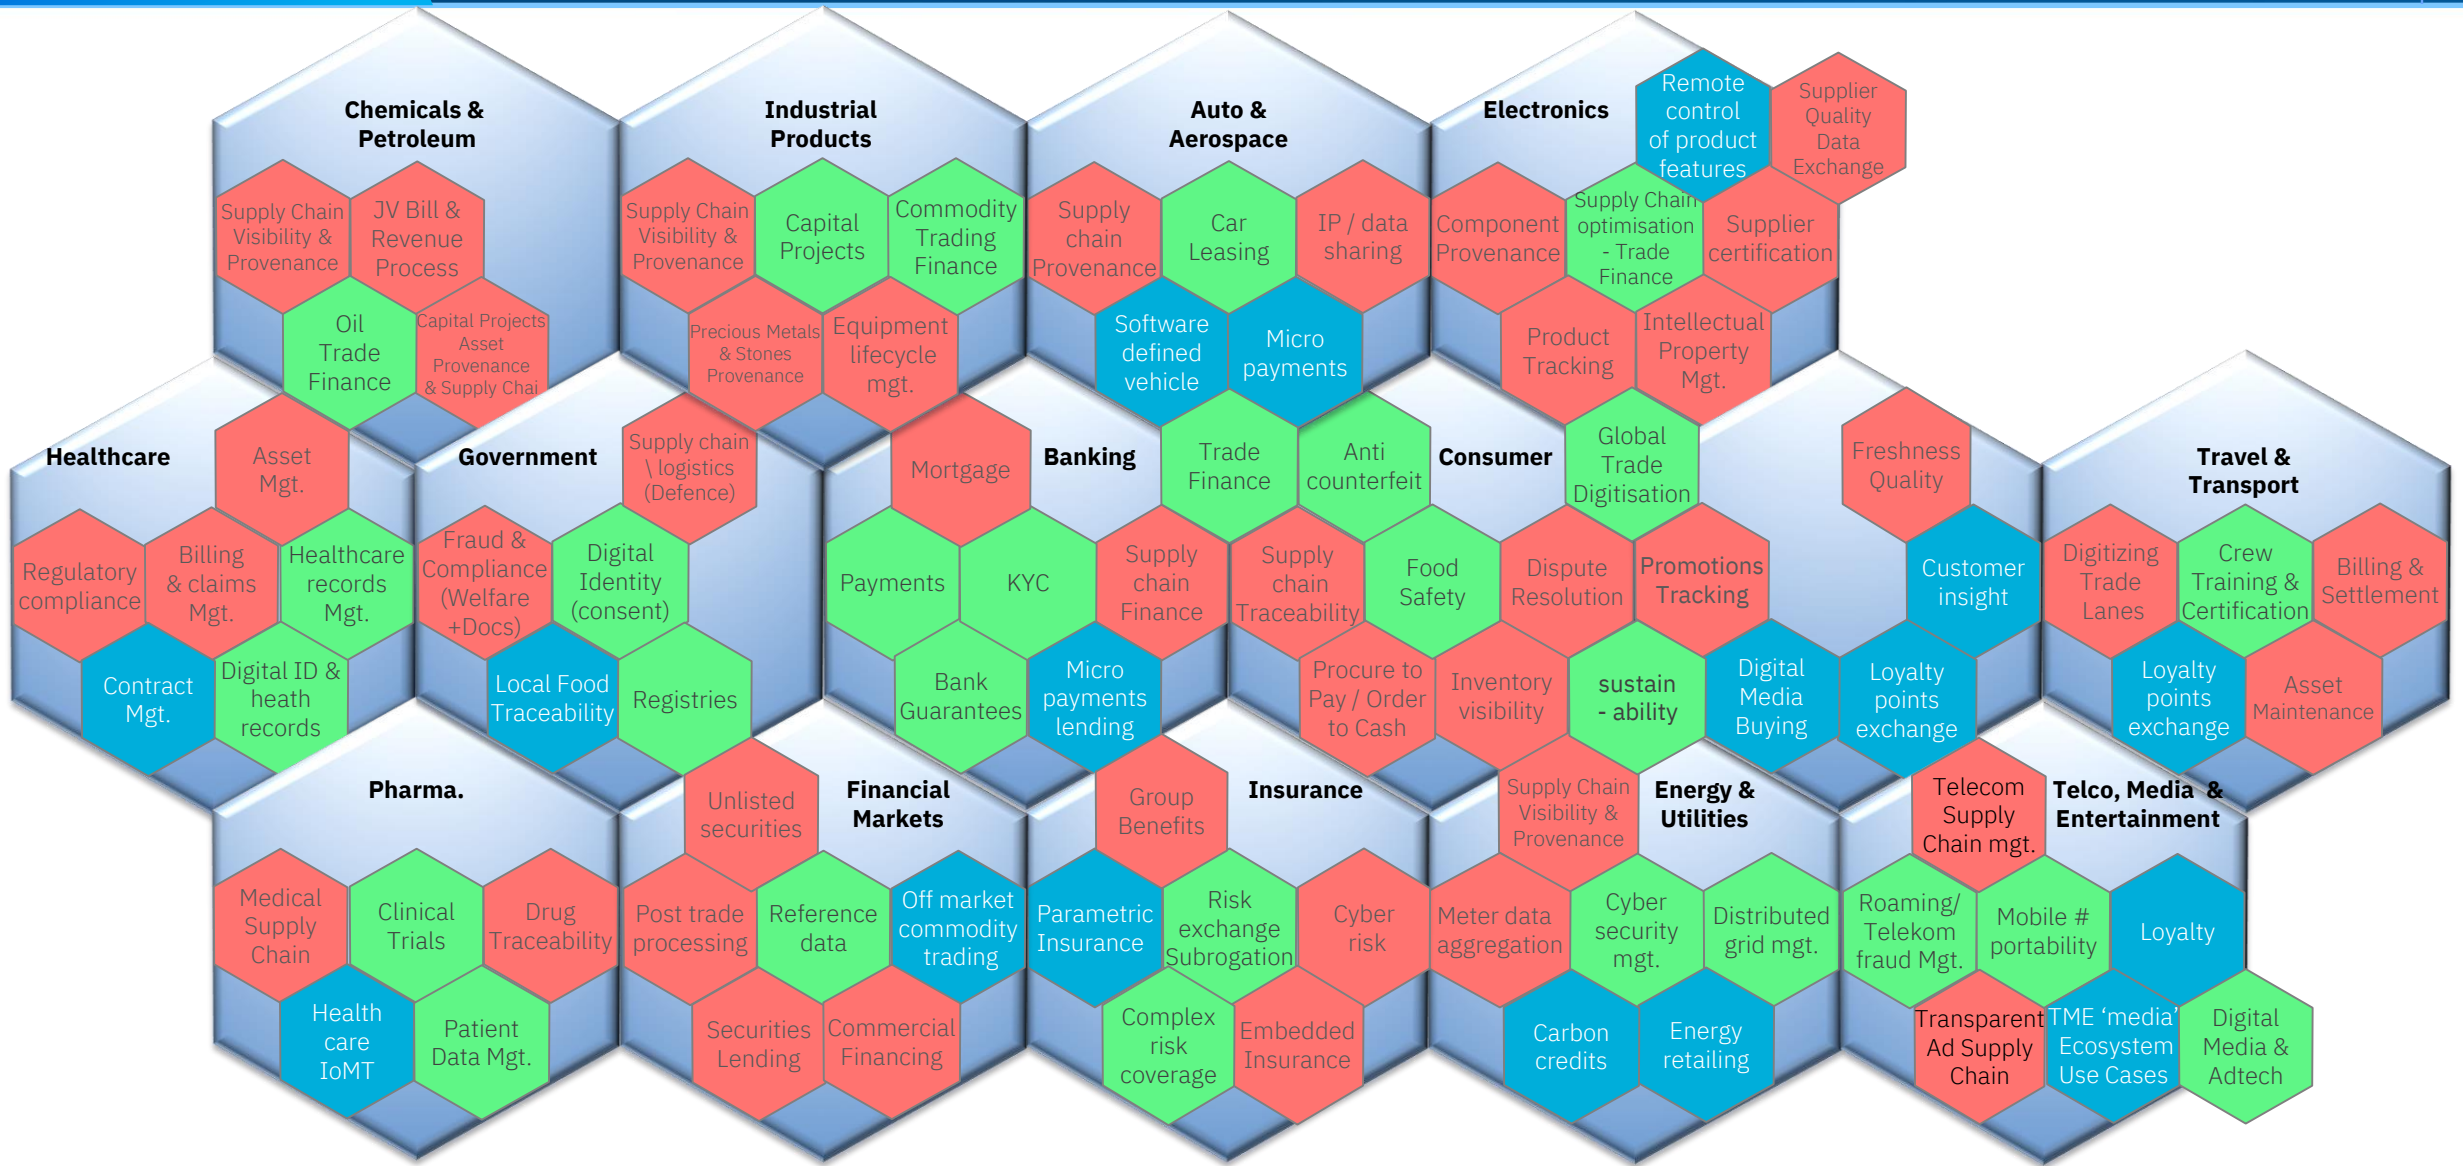 Chemicals &
Petroleum
Supply Chain
Visibility &
Provenance
JV Bill &
Revenue
Process
Oil
Trade
Finance
Capital Projects
Asset
Provenance
& Supply Chai
Industrial
Products
Supply Chain
Visibility &
Provenance
Capital
Projects
Commodity
Trading
Finance
Precious Metals
& Stones
Provenance
Equipment
lifecycle
mgt.
Auto &
Aerospace
Supply
chain
Provenance
Car
Leasing
IP / data
sharing
Software
defined
vehicle
Micro
payments
Electronics
Remote
control
of product
features
Supplier
Quality
Data
Exchange
Component
Provenance
Supply Chain
optimisation
- Trade
Finance
Supplier
certification
Product
Tracking
Intellectual
Property
Mgt.
Healthcare
Asset
Mgt.
Regulatory
compliance
Billing
& claims
Mgt.
Healthcare
records
Mgt.
Contract
Mgt.
Digital ID &
heath
records
Government
Supply chain
\ logistics
(Defence)
Fraud &
Compliance
(Welfare
+Docs)
Digital
Identity
(consent)
Local Food
Traceability
Registries
Mortgage
Banking
Trade
Finance
Payments
KYC
Supply
chain
Finance
Bank
Guarantees
Micro
payments
lending
Anti
counterfeit
Consumer
Global
Trade
Digitisation
Freshness
Quality
Supply
chain
Traceability
Food
Safety
Dispute
Resolution
Promotions
Tracking
Customer
insight
Procure to
Pay / Order
to Cash
Inventory
visibility
sustain
- ability
Digital
Media
Buying
Loyalty
points
exchange
Travel &
Transport
Digitizing
Trade
Lanes
Crew
Training &
Certification
Billing &
Settlement
Loyalty
points
exchange
Asset
Maintenance
Pharma.
Medical
Supply
Chain
Clinical
Trials
Drug
Traceability
Health
care
IoMT
Patient
Data Mgt.
Unlisted
securities
Financial
Markets
Post trade
processing
Reference
data
Off market
commodity
trading
Securities
Lending
Commercial
Financing
Group
Benefits
Insurance
Parametric
Insurance
Risk
exchange
Subrogation
Cyber
risk
Complex
risk
coverage
Embedded
Insurance
Supply Chain
Visibility &
Provenance
Energy &
Utilities
Meter data
aggregation
Cyber
security
mgt.
Distributed
grid mgt.
Carbon
credits
Energy
retailing
Telecom
Supply
Chain mgt.
Telco, Media &
Entertainment
Roaming/
Telekom
fraud Mgt.
Mobile #
portability
Loyalty
Transparent
Ad Supply
Chain
TME ‘media’
Ecosystem
Use Cases
Digital
Media &
Adtech